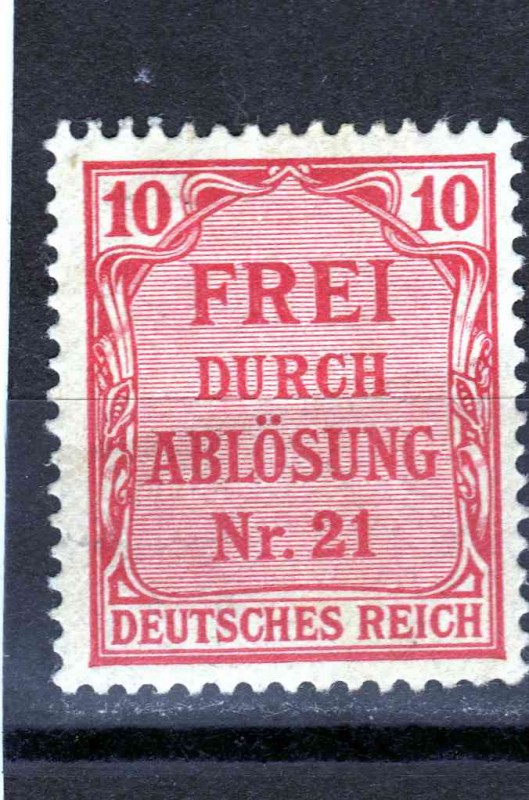 10 10
FREI
DURCH
ABLÖSUNG
Nr. 21
DEUTSCHES REICH